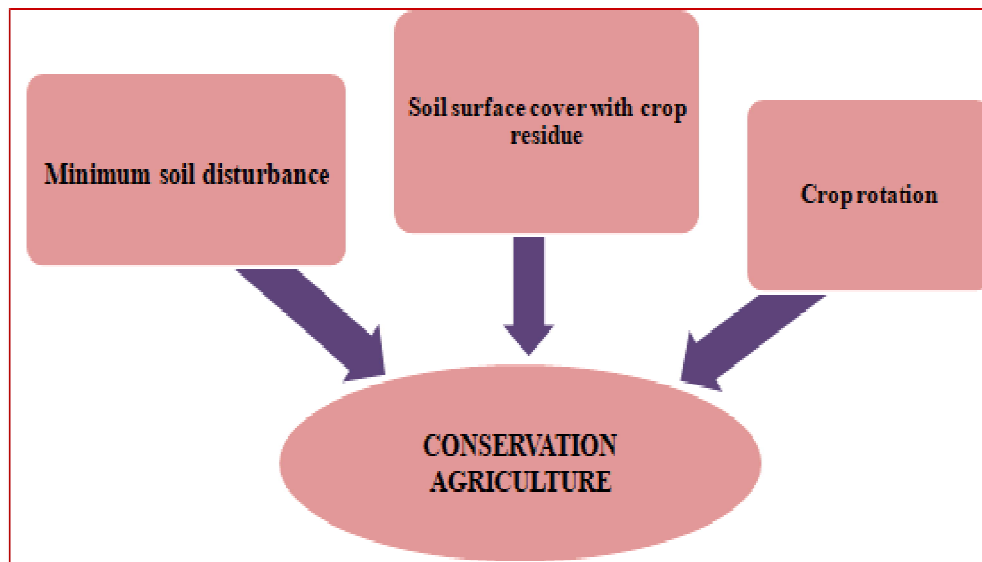 Minimum soil disturbance
Soil surface cover with crop
residue
Crop rotation
CONSERVATION
AGRICULTURE